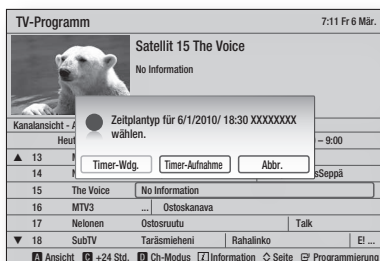 TV-Programm 7:11 Fr 6 Mär.
Satellit 15 The Voice
No Information
Zeitplantyp für 6/1/2010/ 18:30 XXXXXXXX
wählen.
Timer-Wdg. Timer-Aufnahme Abbr.
Kanalansicht - A
Heut – 9:00
▲ 13 N
14 N sSeppä
15 The Voice No Information
16 MTV3 ... Ostoskanava
17 Nelonen Ostosruutu Talk
▼ 18 SubTV Taräsmieheni Rahalinko E! ...
A Ansicht C +24 Std. D Ch-Modus i Information Seite Programmierung